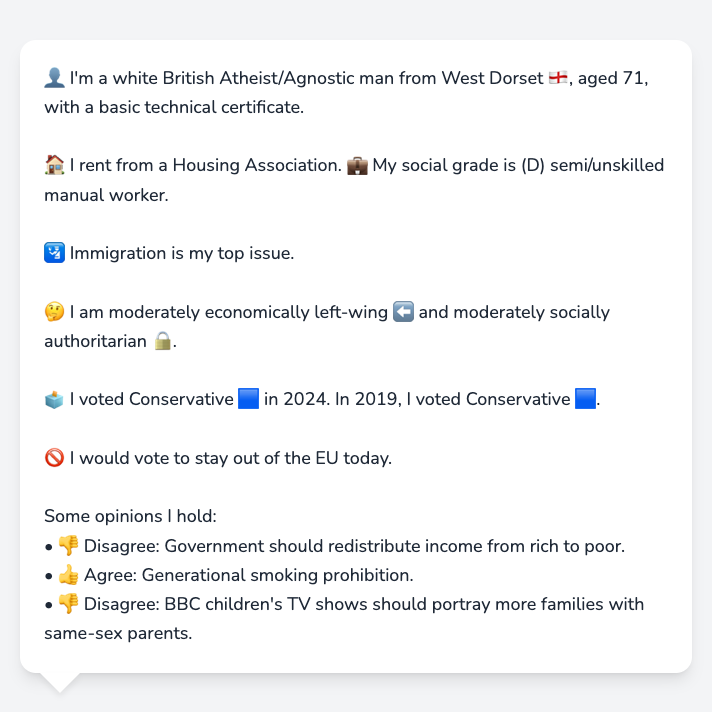 👤 I'm a white British Atheist/Agnostic man from West Dorset 🏴󠁧󠁢󠁥󠁮󠁧󠁿, aged 71,
with a basic technical certificate.
🏠 I rent from a Housing Association. 💼 My social grade is (D) semi/unskilled
manual worker.
🛂 Immigration is my top issue.
🤔 I am moderately economically left-wing ⬅️ and moderately socially
authoritarian 🔒.
🗳️ I voted Conservative 🟦 in 2024. In 2019, I voted Conservative 🟦.
🚫 I would vote to stay out of the EU today.
Some opinions I hold:
• 👎 Disagree: Government should redistribute income from rich to poor.
• 👍 Agree: Generational smoking prohibition.
• 👎 Disagree: BBC children's TV shows should portray more families with
same-sex parents.